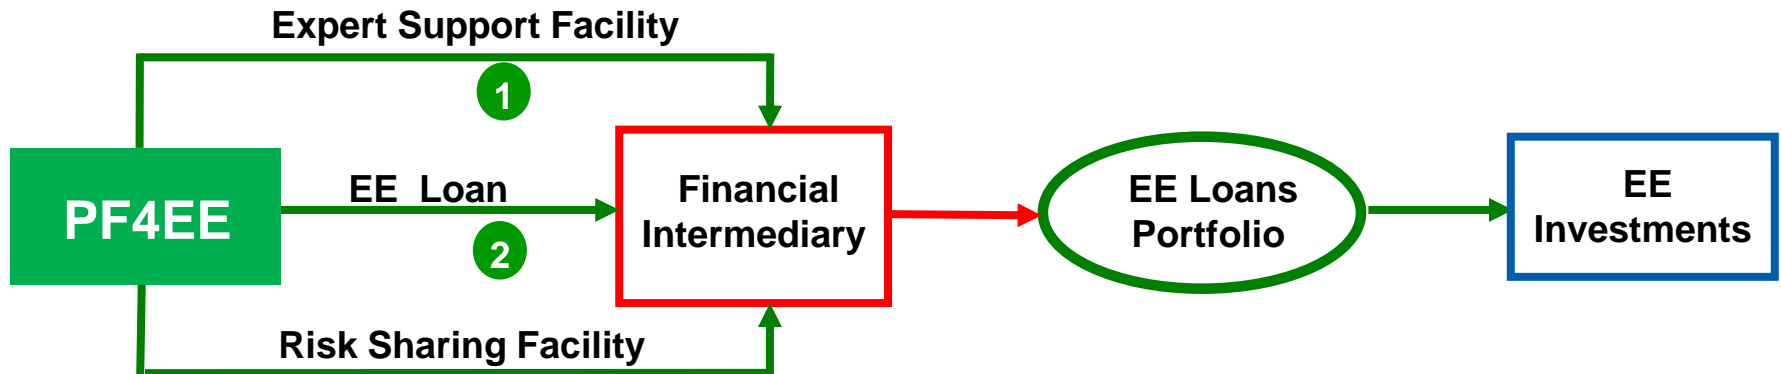 Expert Support Facility
1
PF4EE
EE Loan
2
Financial
Intermediary
EE Loans
Portfolio
EE
Investments
Risk Sharing Facility